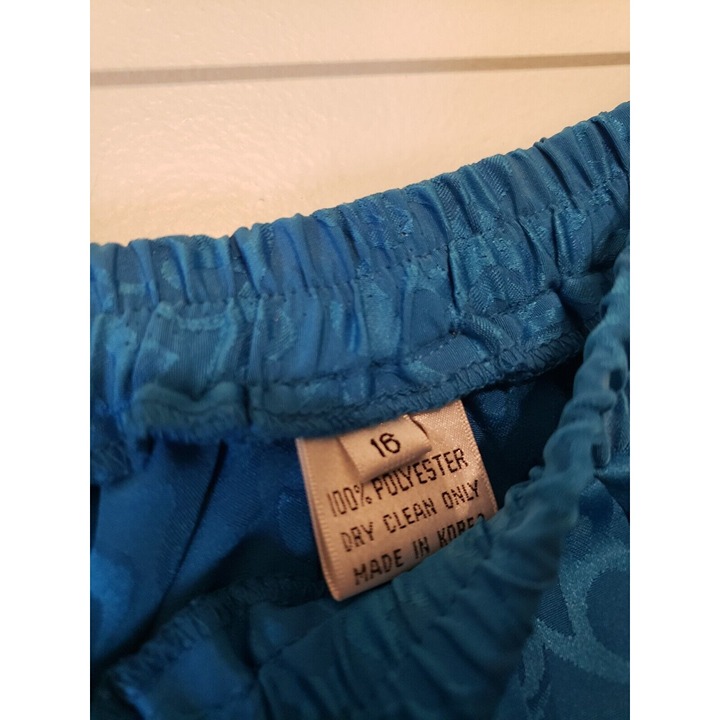 16
100% POLYESTER
DRY CLEAN ONLY
MADE IN KOREA